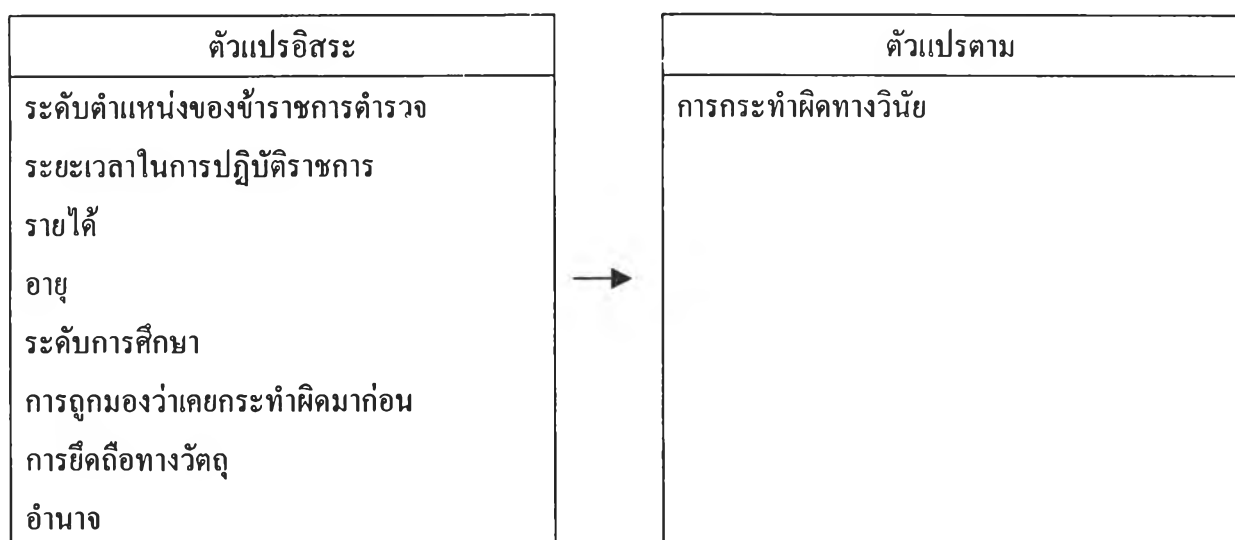 ตัวแปรอิสระ
ระดับตำแหน่งของข้าราชการตำรวจ
ระยะเวลาในการปฏิบัติราชการ
รายได้
อายุ
ระดับการศึกษา
การถูกมองว่าเคยกระทำผิดมาก่อน
การยึดถือทางวัตถุ
อำนาจ
ตัวแปรตาม
การกระทำผิดทางวินัย